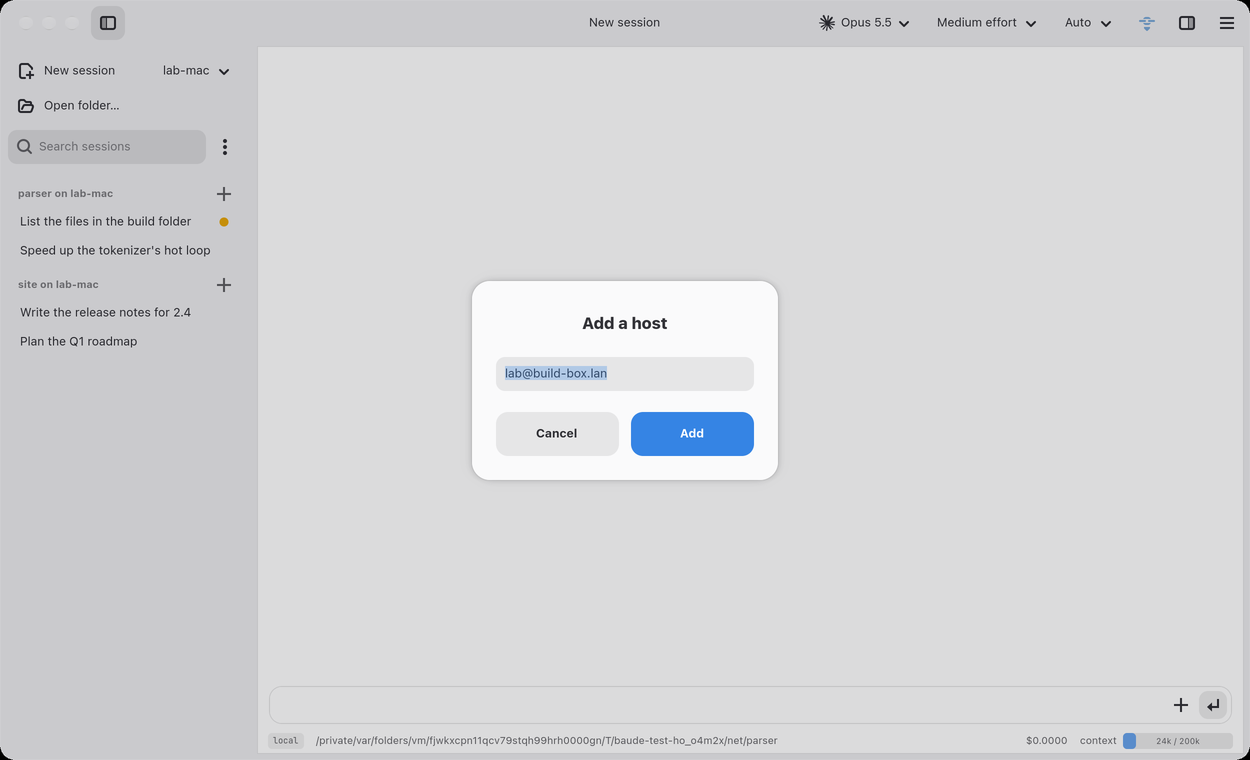 New session
Opus 5.5
Medium effort
Auto
New session
lab-mac
Open folder...
Search sessions
parser on lab-mac
List the files in the build folder
Speed up the tokenizer's hot loop
site on lab-mac
Write the release notes for 2.4
Plan the Q1 roadmap
Add a host
lab@build-box.lan
Cancel
Add
local
/private/var/folders/vm/fjwkxcpn11qcv79stqh99hrh0000gn/T/baude-test-ho_o4m2x/net/parser
$0.0000
context
24k / 200k